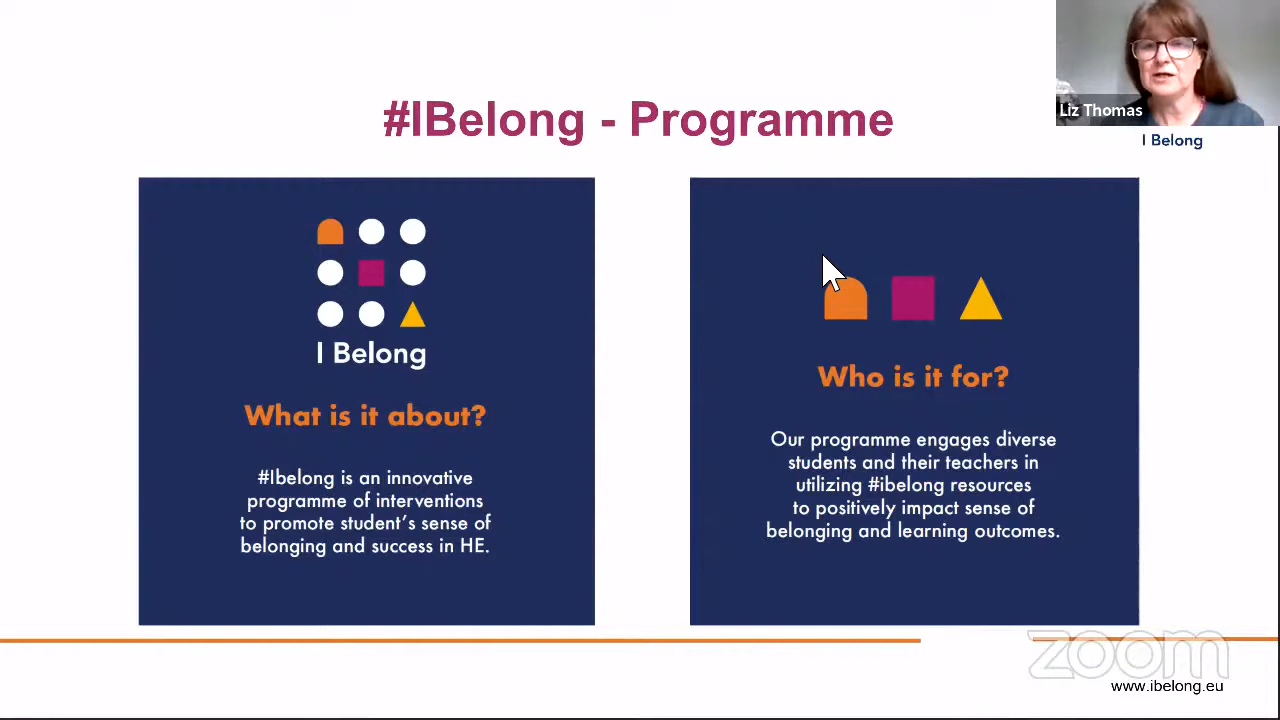 #IBelong - Programme
Liz Thomas
I Belong
I Belong
What is it about?
#Ibelong is an innovative
programme of interventions
to promote student’s sense of
belonging and success in HE.
Who is it for?
Our programme engages diverse
students and their teachers in
utilizing #ibelong resources
to positively impact sense of
belonging and learning outcomes.
zoom
www.ibelong.eu